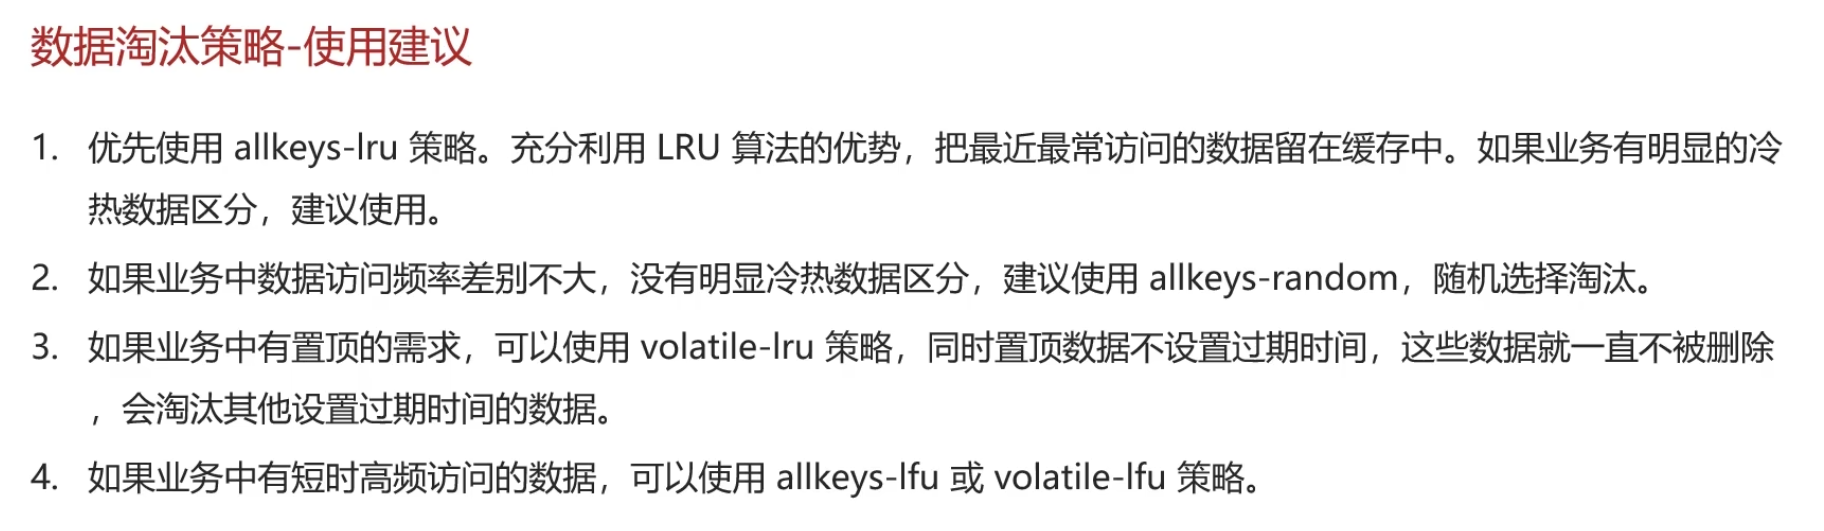 数据淘汰策略-使用建议
1. 优先使用 allkeys-lru 策略。充分利用 LRU 算法的优势，把最近最常访问的数据留在缓存中。如果业务有明显的冷
热数据区分，建议使用。
2. 如果业务中数据访问频率差别不大，没有明显冷热数据区分，建议使用 allkeys-random，随机选择淘汰。
3. 如果业务中有置顶的需求，可以使用 volatile-lru 策略，同时置顶数据不设置过期时间，这些数据就一直不被删除
，会淘汰其他设置过期时间的数据。
4. 如果业务中有短时高频访问的数据，可以使用 allkeys-lfu 或 volatile-lfu 策略。